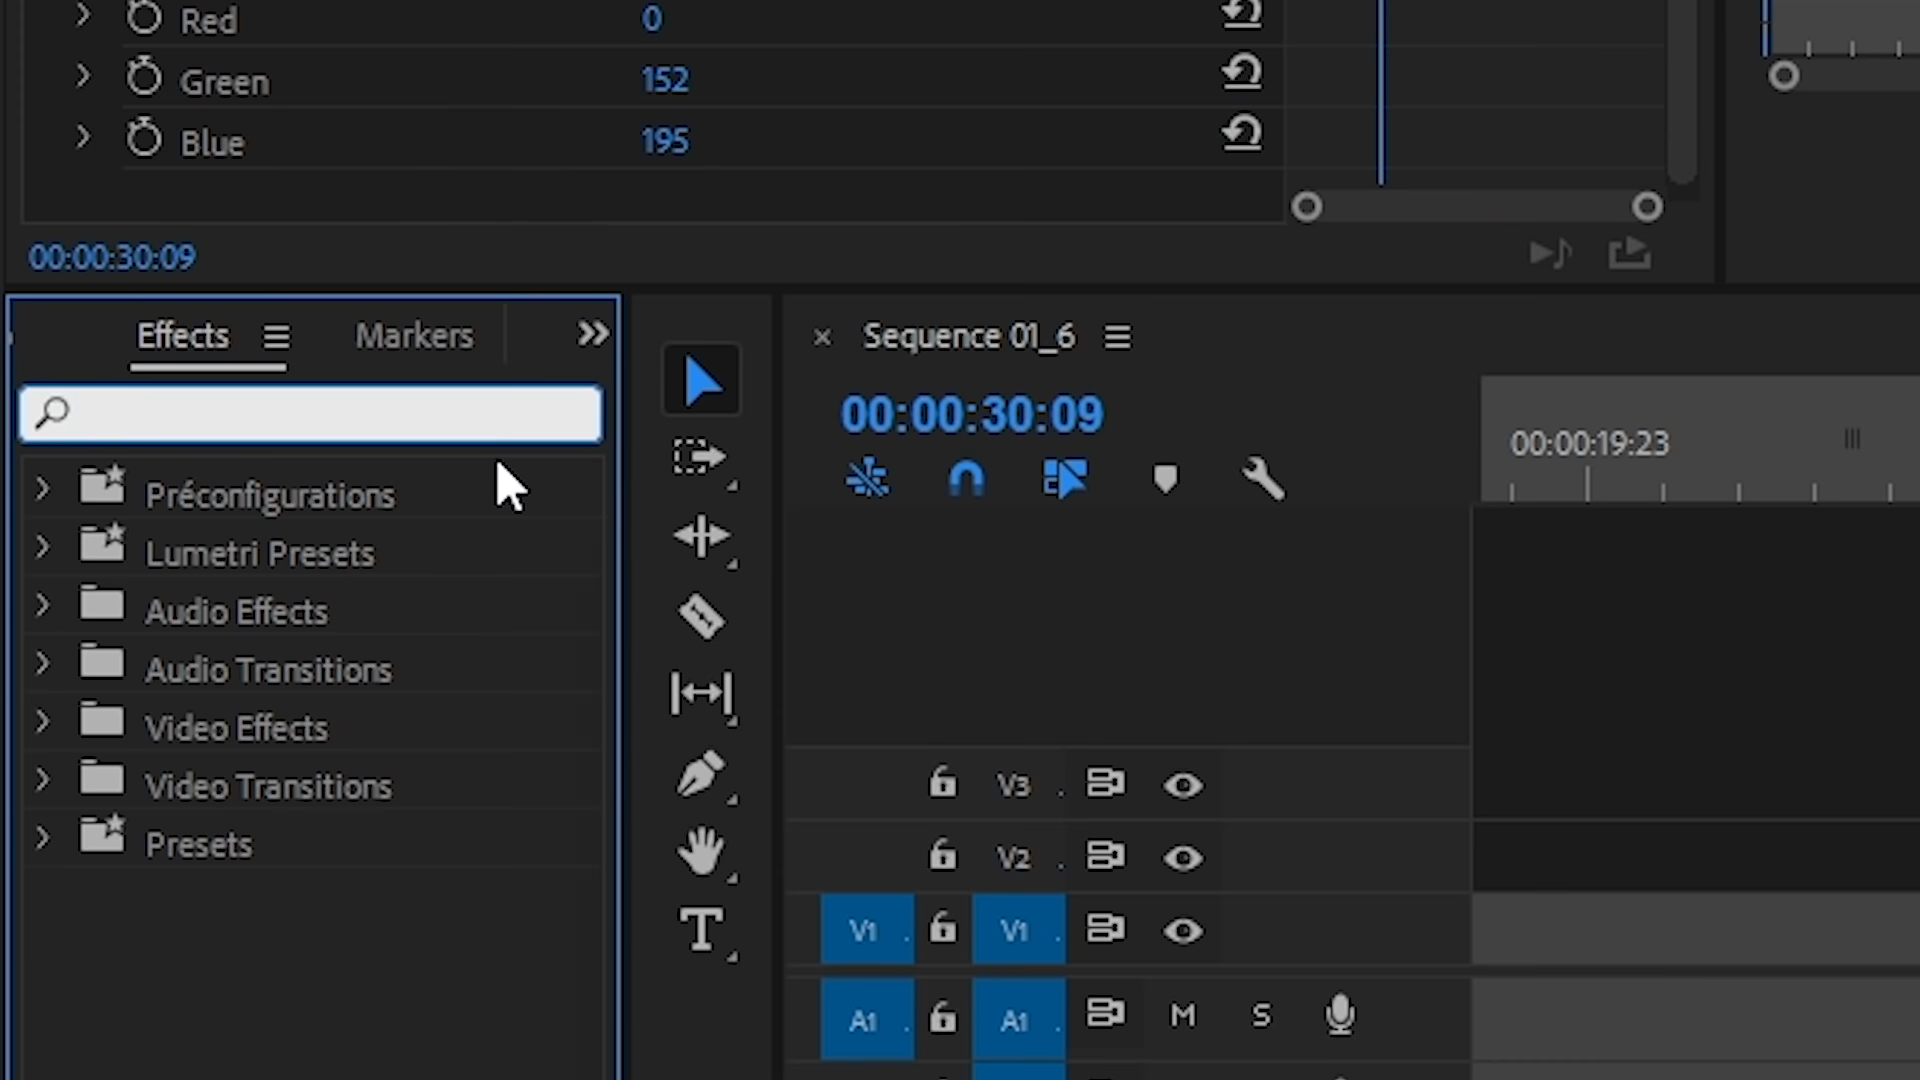 Red 0
Green 152
Blue 195
00:00:30:09
Effects Markers
Sequence 01_6
00:00:30:09
00:00:19:23
Préconfigurations
Lumetri Presets
Audio Effects
Audio Transitions
Video Effects
Video Transitions
Presets
T
V3
V2
V1 V1
A1 A1 M S